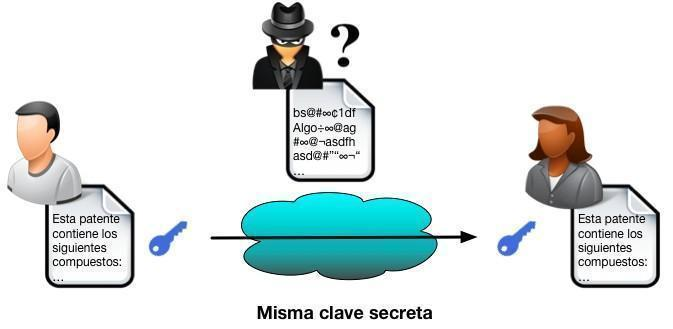 ?
bs@#∞¢1df
Algo÷∞@ag
#∞@¬asdfh
asd@#”“∞¬“
...
Esta patente
contiene los
siguientes
compuestos:
...
Esta patente
contiene los
siguientes
compuestos:
...
Misma clave secreta